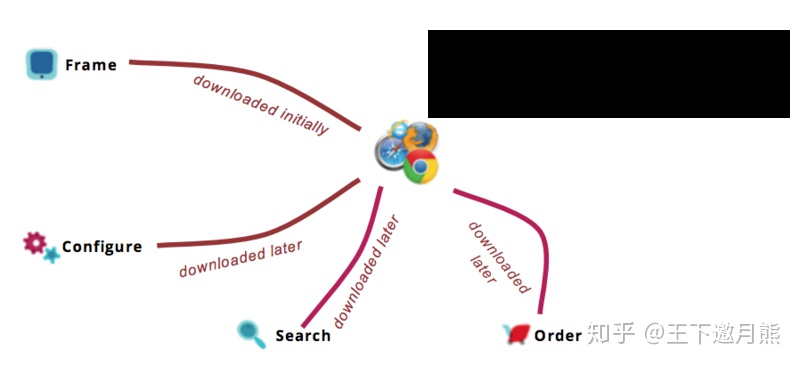 Frame
downloaded initially
Configure
downloaded later
downloaded later
downloaded
later
Search
Order
知乎 @王下邀月熊